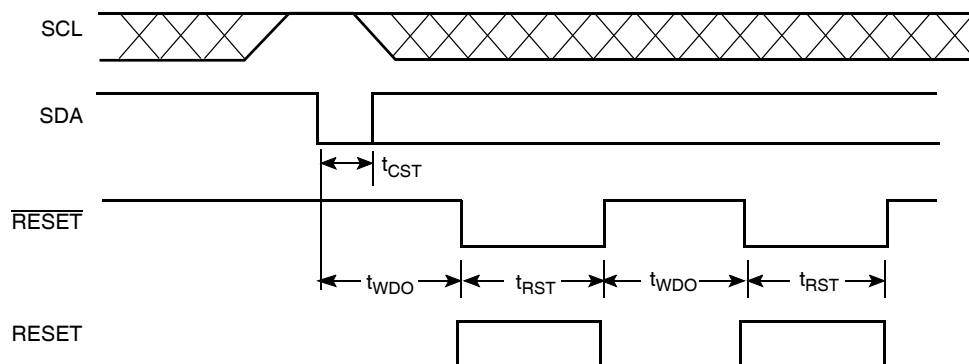 SCL
SDA
tCST
RESET
tWDO tRST tWDO tRST
RESET